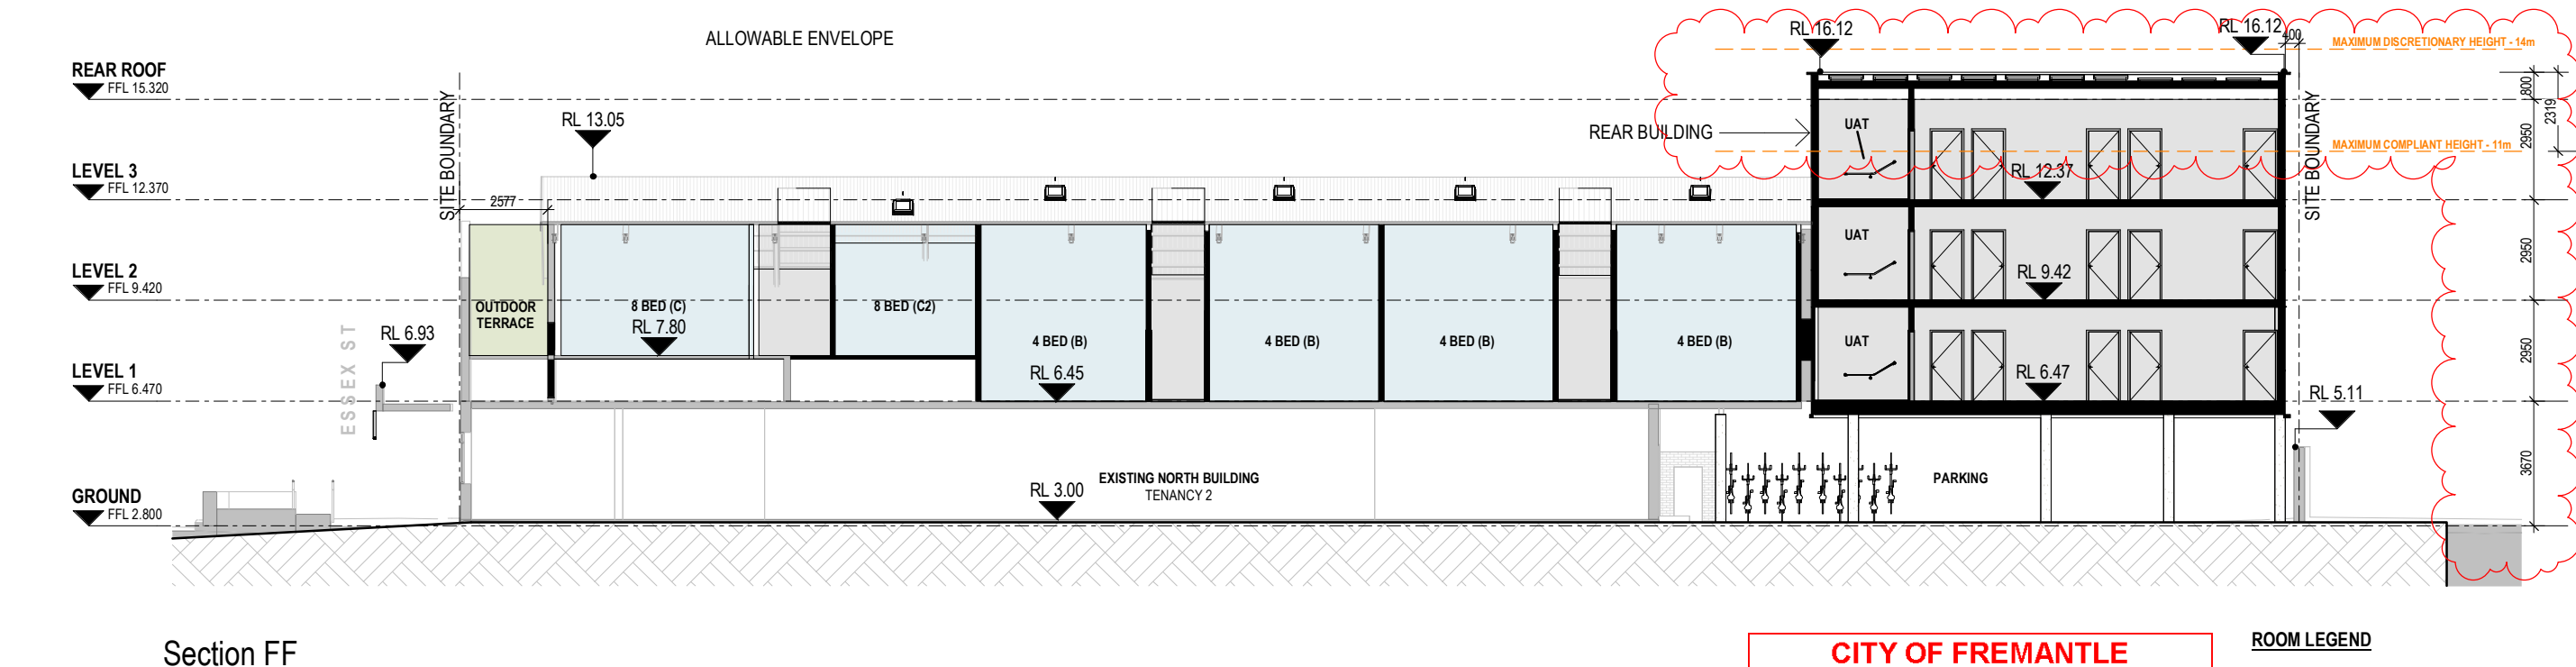 ALLOWABLE ENVELOPE
RL 16.12
RL 16.12
400
MAXIMUM DISCRETIONARY HEIGHT - 14m
REAR ROOF
FFL 15.320
800
SITE BOUNDARY
RL 13.05
REAR BUILDING
UAT
SITE BOUNDARY
2950
2319
MAXIMUM COMPLIANT HEIGHT - 11m
LEVEL 3
FFL 12.370
RL 12.37
2577
UAT
2950
LEVEL 2
FFL 9.420
RL 9.42
OUTDOOR
TERRACE
8 BED (C)
RL 7.80
8 BED (C2)
ESSEX ST
RL 6.93
4 BED (B)
4 BED (B)
4 BED (B)
4 BED (B)
UAT
2950
LEVEL 1
FFL 6.470
RL 6.45
RL 6.47
RL 5.11
EXISTING NORTH BUILDING
TENANCY 2
PARKING
3670
GROUND
FFL 2.800
RL 3.00
Section FF
CITY OF FREMANTLE
ROOM LEGEND